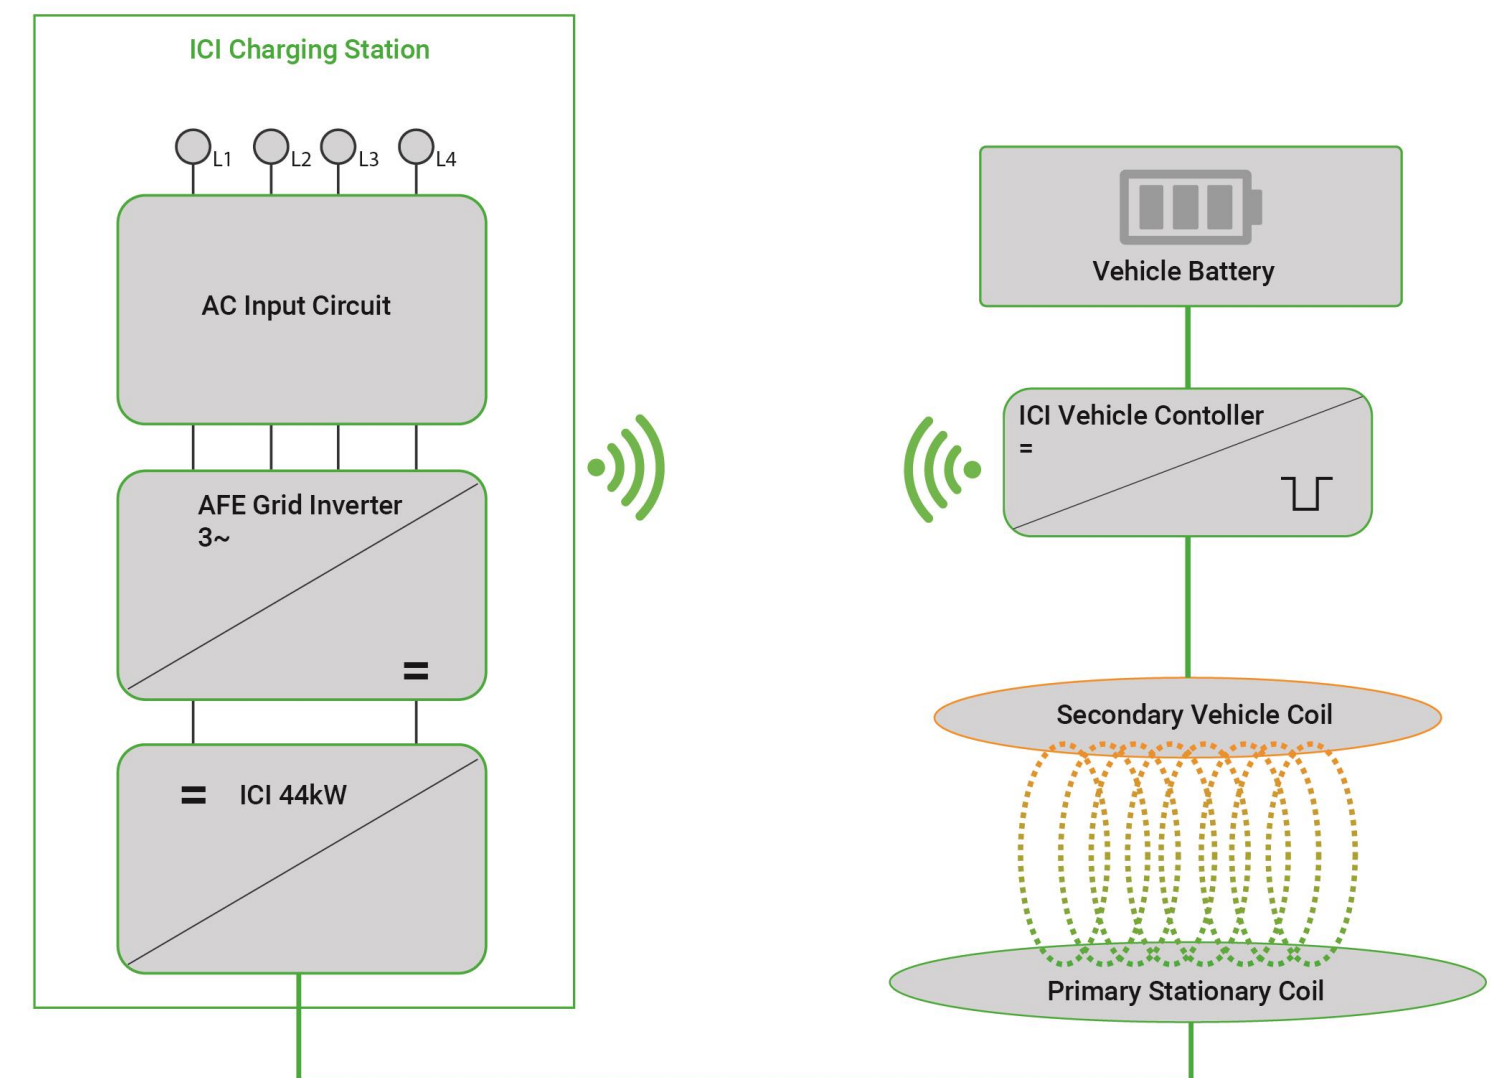 ICI Charging Station
L1
L2
L3
L4
AC Input Circuit
AFE Grid Inverter
3~
=
= ICI 44kW
Vehicle Battery
ICI Vehicle Contoller
=
Secondary Vehicle Coil
Primary Stationary Coil